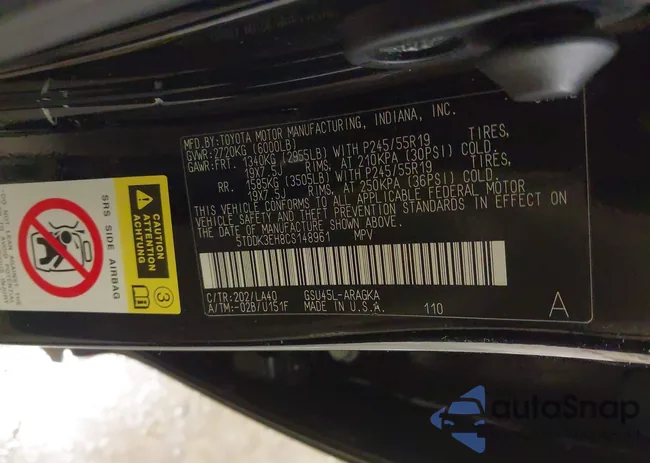 MFD.BY:TOYOTA MOTOR MANUFACTURING, INDIANA, INC.
GVWR:2720KG (6000LB)
GAWR:FRT. 1340KG (2955LB) WITH P245/55R19 TIRES,
19X7.5J RIMS, AT 210KPA (30PSI) COLD.
RR. 1585KG (3505LB) WITH P245/55R19 TIRES,
19X7.5J RIMS, AT 250KPA (36PSI) COLD.
THIS VEHICLE CONFORMS TO ALL APPLICABLE FEDERAL MOTOR
VEHICLE SAFETY AND THEFT PREVENTION STANDARDS IN EFFECT ON
THE DATE OF MANUFACTURE SHOWN ABOVE.
5TDDK3EH8CS148961 MPV
C/TR:202/LA40 GSU45L-ARAGKA
A/TM:-02B/U151F MADE IN U.S.A. 110 A
SRS SIDE AIRBAG
CAUTION
ATTENTION
ACHTUNG
3
autoSnap